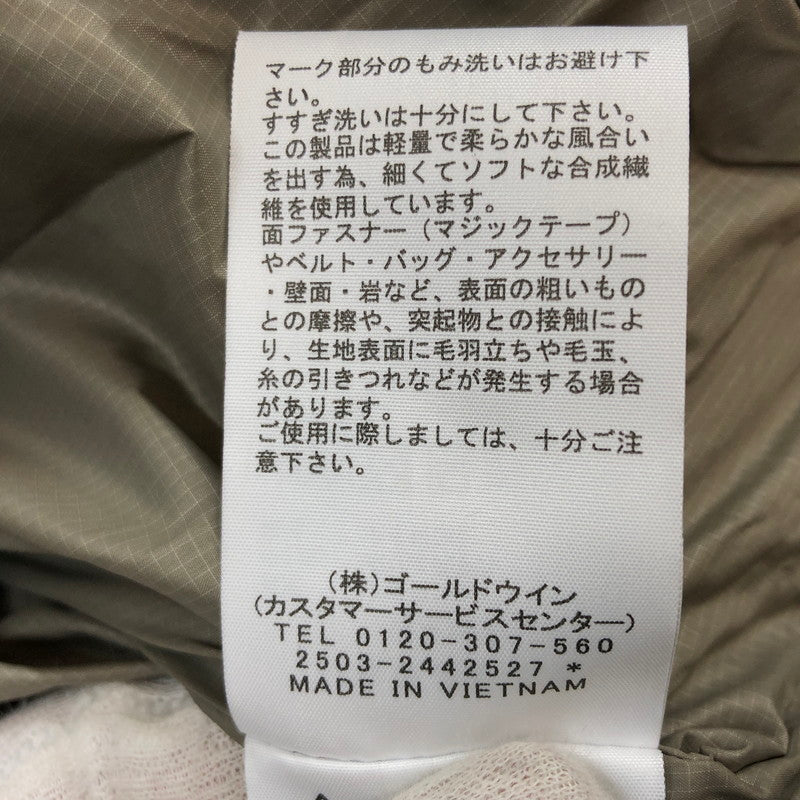 マーク部分のもみ洗いはお避け下
さい。
すすぎ洗いは十分にして下さい。
この製品は軽量で柔らかな風合い
を出す為、細くてソフトな合成繊
維を使用しています。
面ファスナー(マジックテープ)
やベルト・バッグ・アクセサリー
・壁面・岩など、表面の粗いもの
との摩擦や、突起物との接触によ
り、生地表面に毛羽立ちや毛玉、
糸の引きつれなどが発生する場合
があります。
ご使用に際しましては、十分ご注
意下さい。
(株)ゴールドウイン
(カスタマーサービスセンター)
TEL 0120-307-560
2503-2442527 *
MADE IN VIETNAM